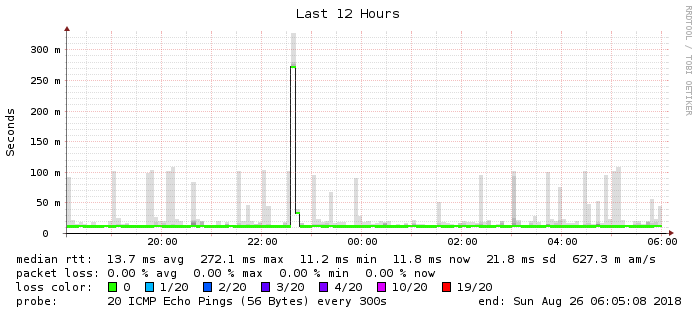 Last 12 Hours
RRDTOOL / TOBI OETIKER
Seconds
300 m
250 m
200 m
150 m
100 m
50 m
0
20:00 22:00 00:00 02:00 04:00 06:00
median rtt: 13.7 ms avg 272.1 ms max 11.2 ms min 11.8 ms now 21.8 ms sd 627.3 m am/s
packet loss: 0.00 % avg 0.00 % max 0.00 % min 0.00 % now
loss color: 0 1/20 2/20 3/20 4/20 10/20 19/20
probe: 20 ICMP Echo Pings (56 Bytes) every 300s end: Sun Aug 26 06:05:08 2018